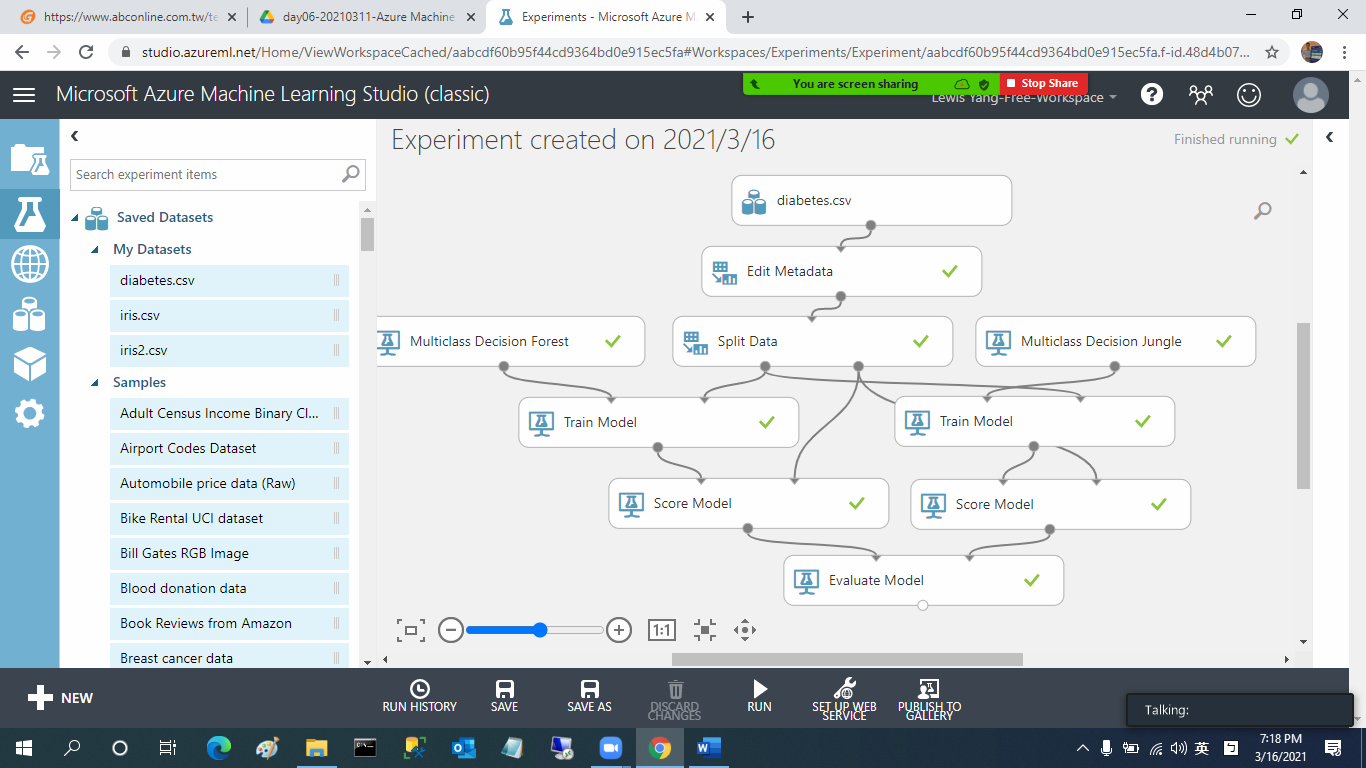 https://www.abconline.com.tw/te
day06-20210311-Azure Machine
Experiments - Microsoft Azure M
studio.azureml.net/Home/ViewWorkspaceCached/aabcdf60b95f44cd9364bd0e915ec5fa#Workspaces/Experiments/Experiment/aabcdf60b95f44cd9364bd0e915ec5fa.f-id.48d4b07...
Microsoft Azure Machine Learning Studio (classic)
You are screen sharing
Stop Share
Lewis Yang-Free-Workspace
Experiment created on 2021/3/16
Finished running
Search experiment items
Saved Datasets
My Datasets
diabetes.csv
iris.csv
iris2.csv
Samples
Adult Census Income Binary Cl...
Airport Codes Dataset
Automobile price data (Raw)
Bike Rental UCI dataset
Bill Gates RGB Image
Blood donation data
Book Reviews from Amazon
Breast cancer data
diabetes.csv
Edit Metadata
Multiclass Decision Forest
Split Data
Multiclass Decision Jungle
Train Model
Train Model
Score Model
Score Model
Evaluate Model
1:1
NEW
RUN HISTORY
SAVE
SAVE AS
DISCARD
CHANGES
RUN
SET UP WEB
SERVICE
PUBLISH TO
GALLERY
Talking:
英
7:18 PM
3/16/2021